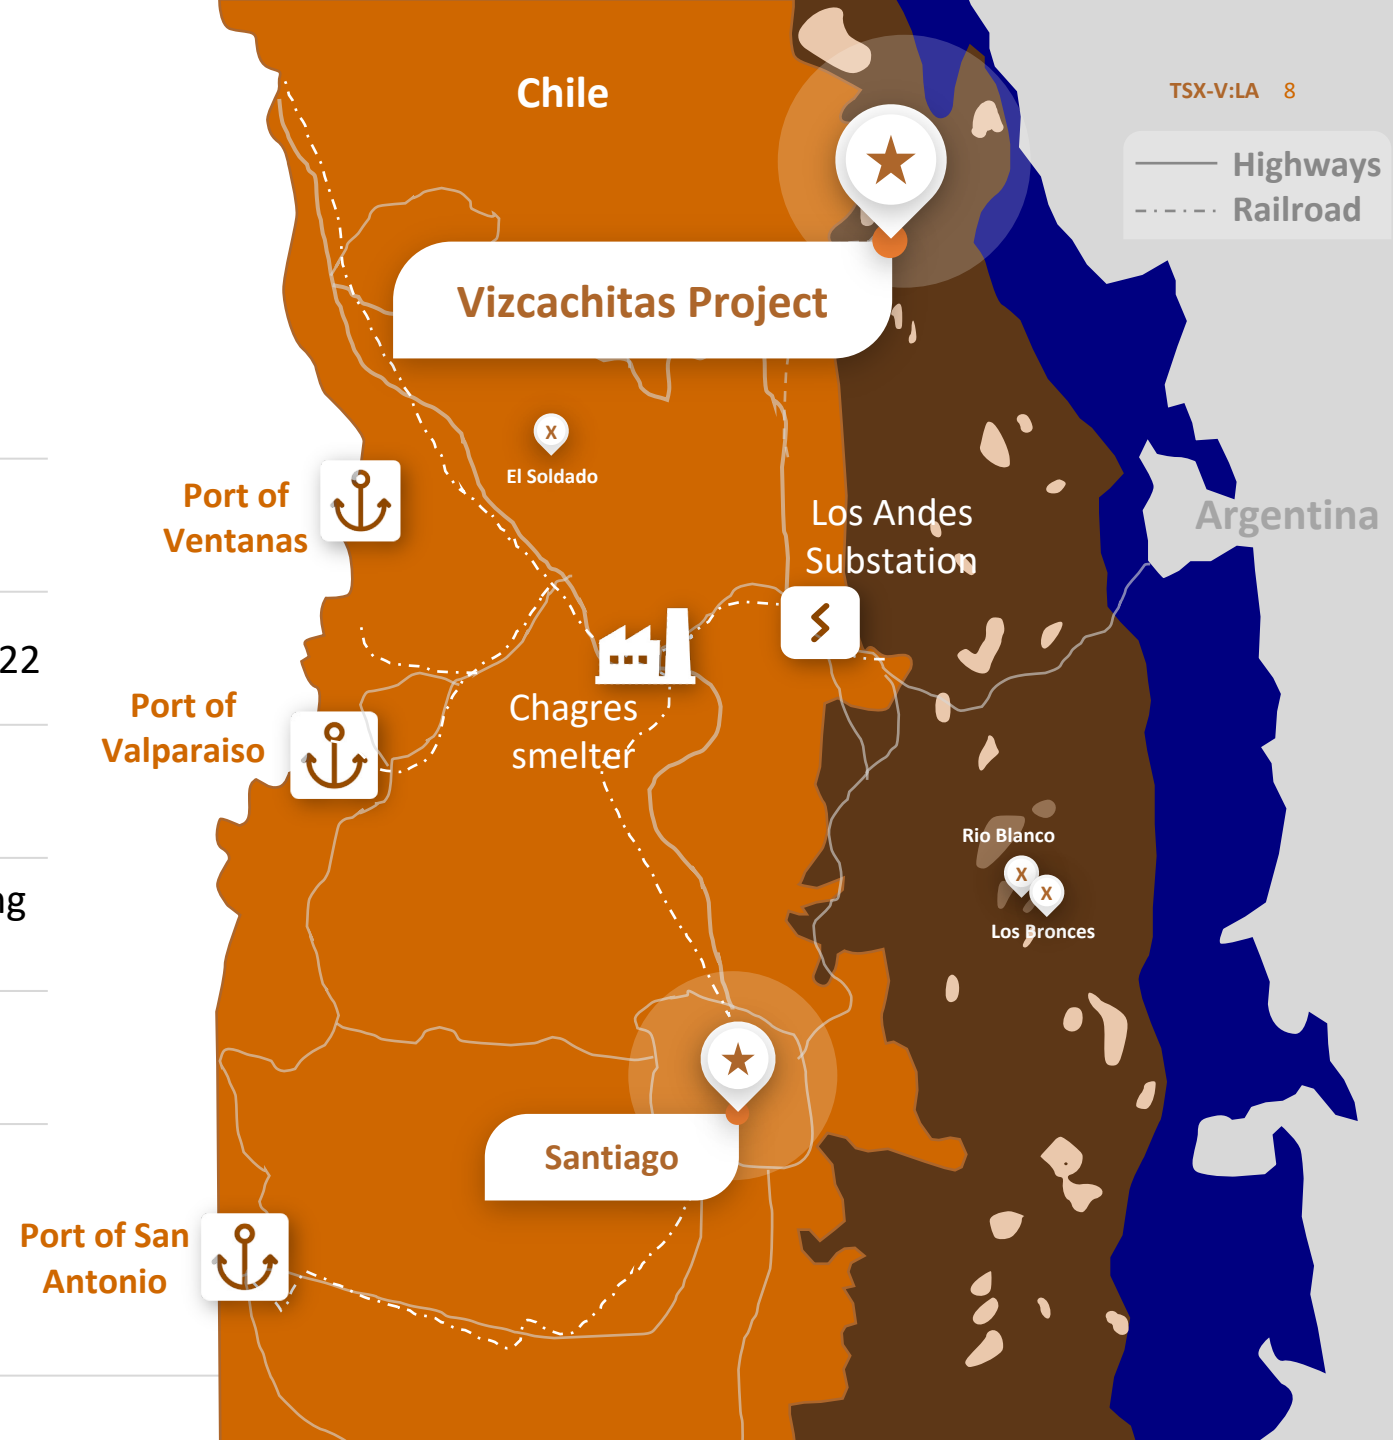 Chile
TSX-V:LA 8
Highways
Railroad
Vizcachitas Project
X
El Soldado
Port of
Ventanas
Los Andes
Substation
Argentina
22
Port of
Valparaiso
Chagres
smelter
Rio Blanco
X
X
Los Bronces
ng
Santiago
Port of San
Antonio